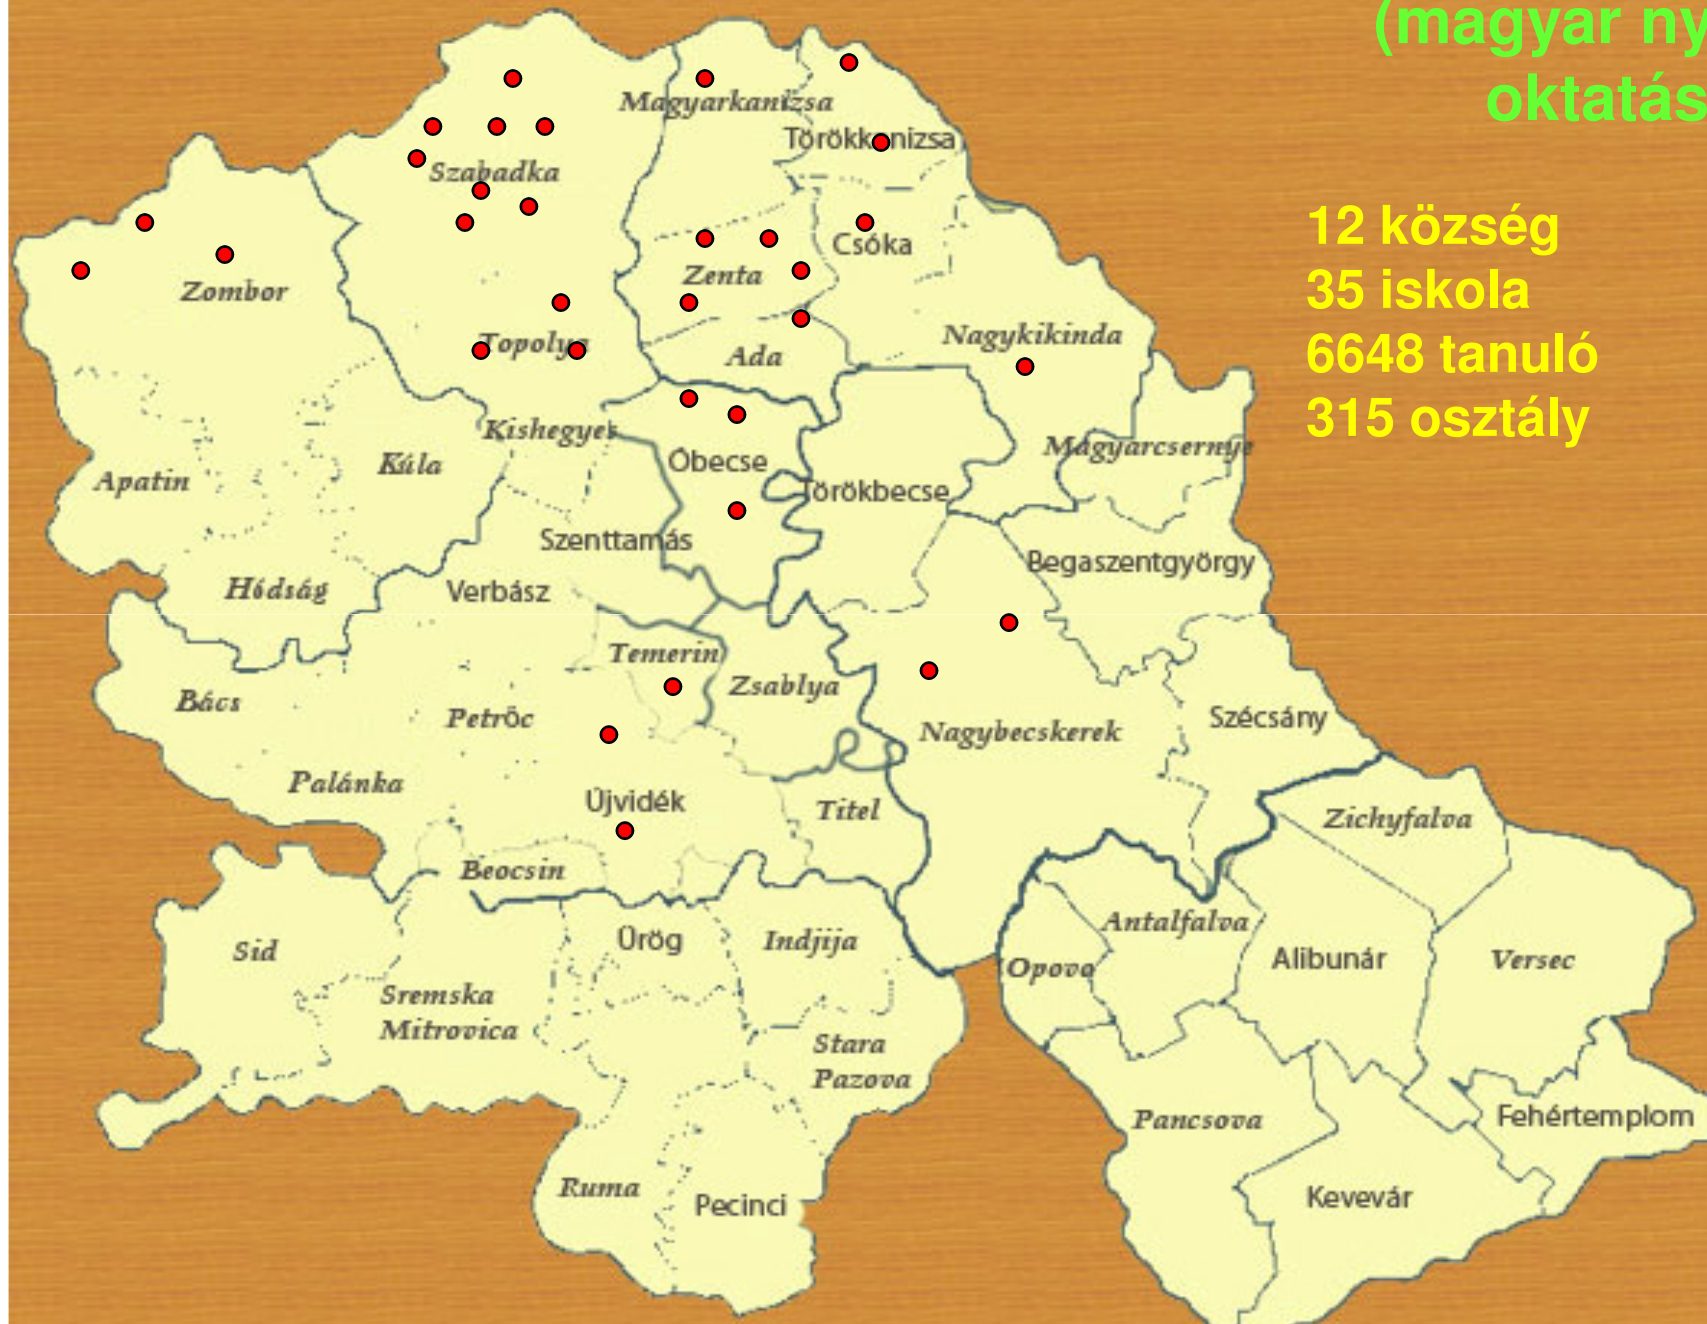 (magyar ny
oktatás
12 község
35 iskola
6648 tanuló
315 osztály
Magyarkanizsa
Törökkanizsa
Szabadka
Csóka
Zenta
Zombor
Nagykikinda
Topolya
Ada
Kishegyes
Magyarcsernye
Óbecse
Kúla
Apatin
Törökbecse
Szenttamás
Begaszentgyörgy
Hódság
Verbász
Temerin
Zsablya
Bács
Petrőc
Szécsány
Nagybecskerek
Palánka
Újvidék
Titel
Zichyfalva
Beocsin
Antalfalva
Sid
Ürög
Indjija
Alibunár
Versec
Opovo
Sremska
Mitrovica
Stara
Pazova
Pancsova
Fehértemplom
Ruma
Pecinci
Kevevár